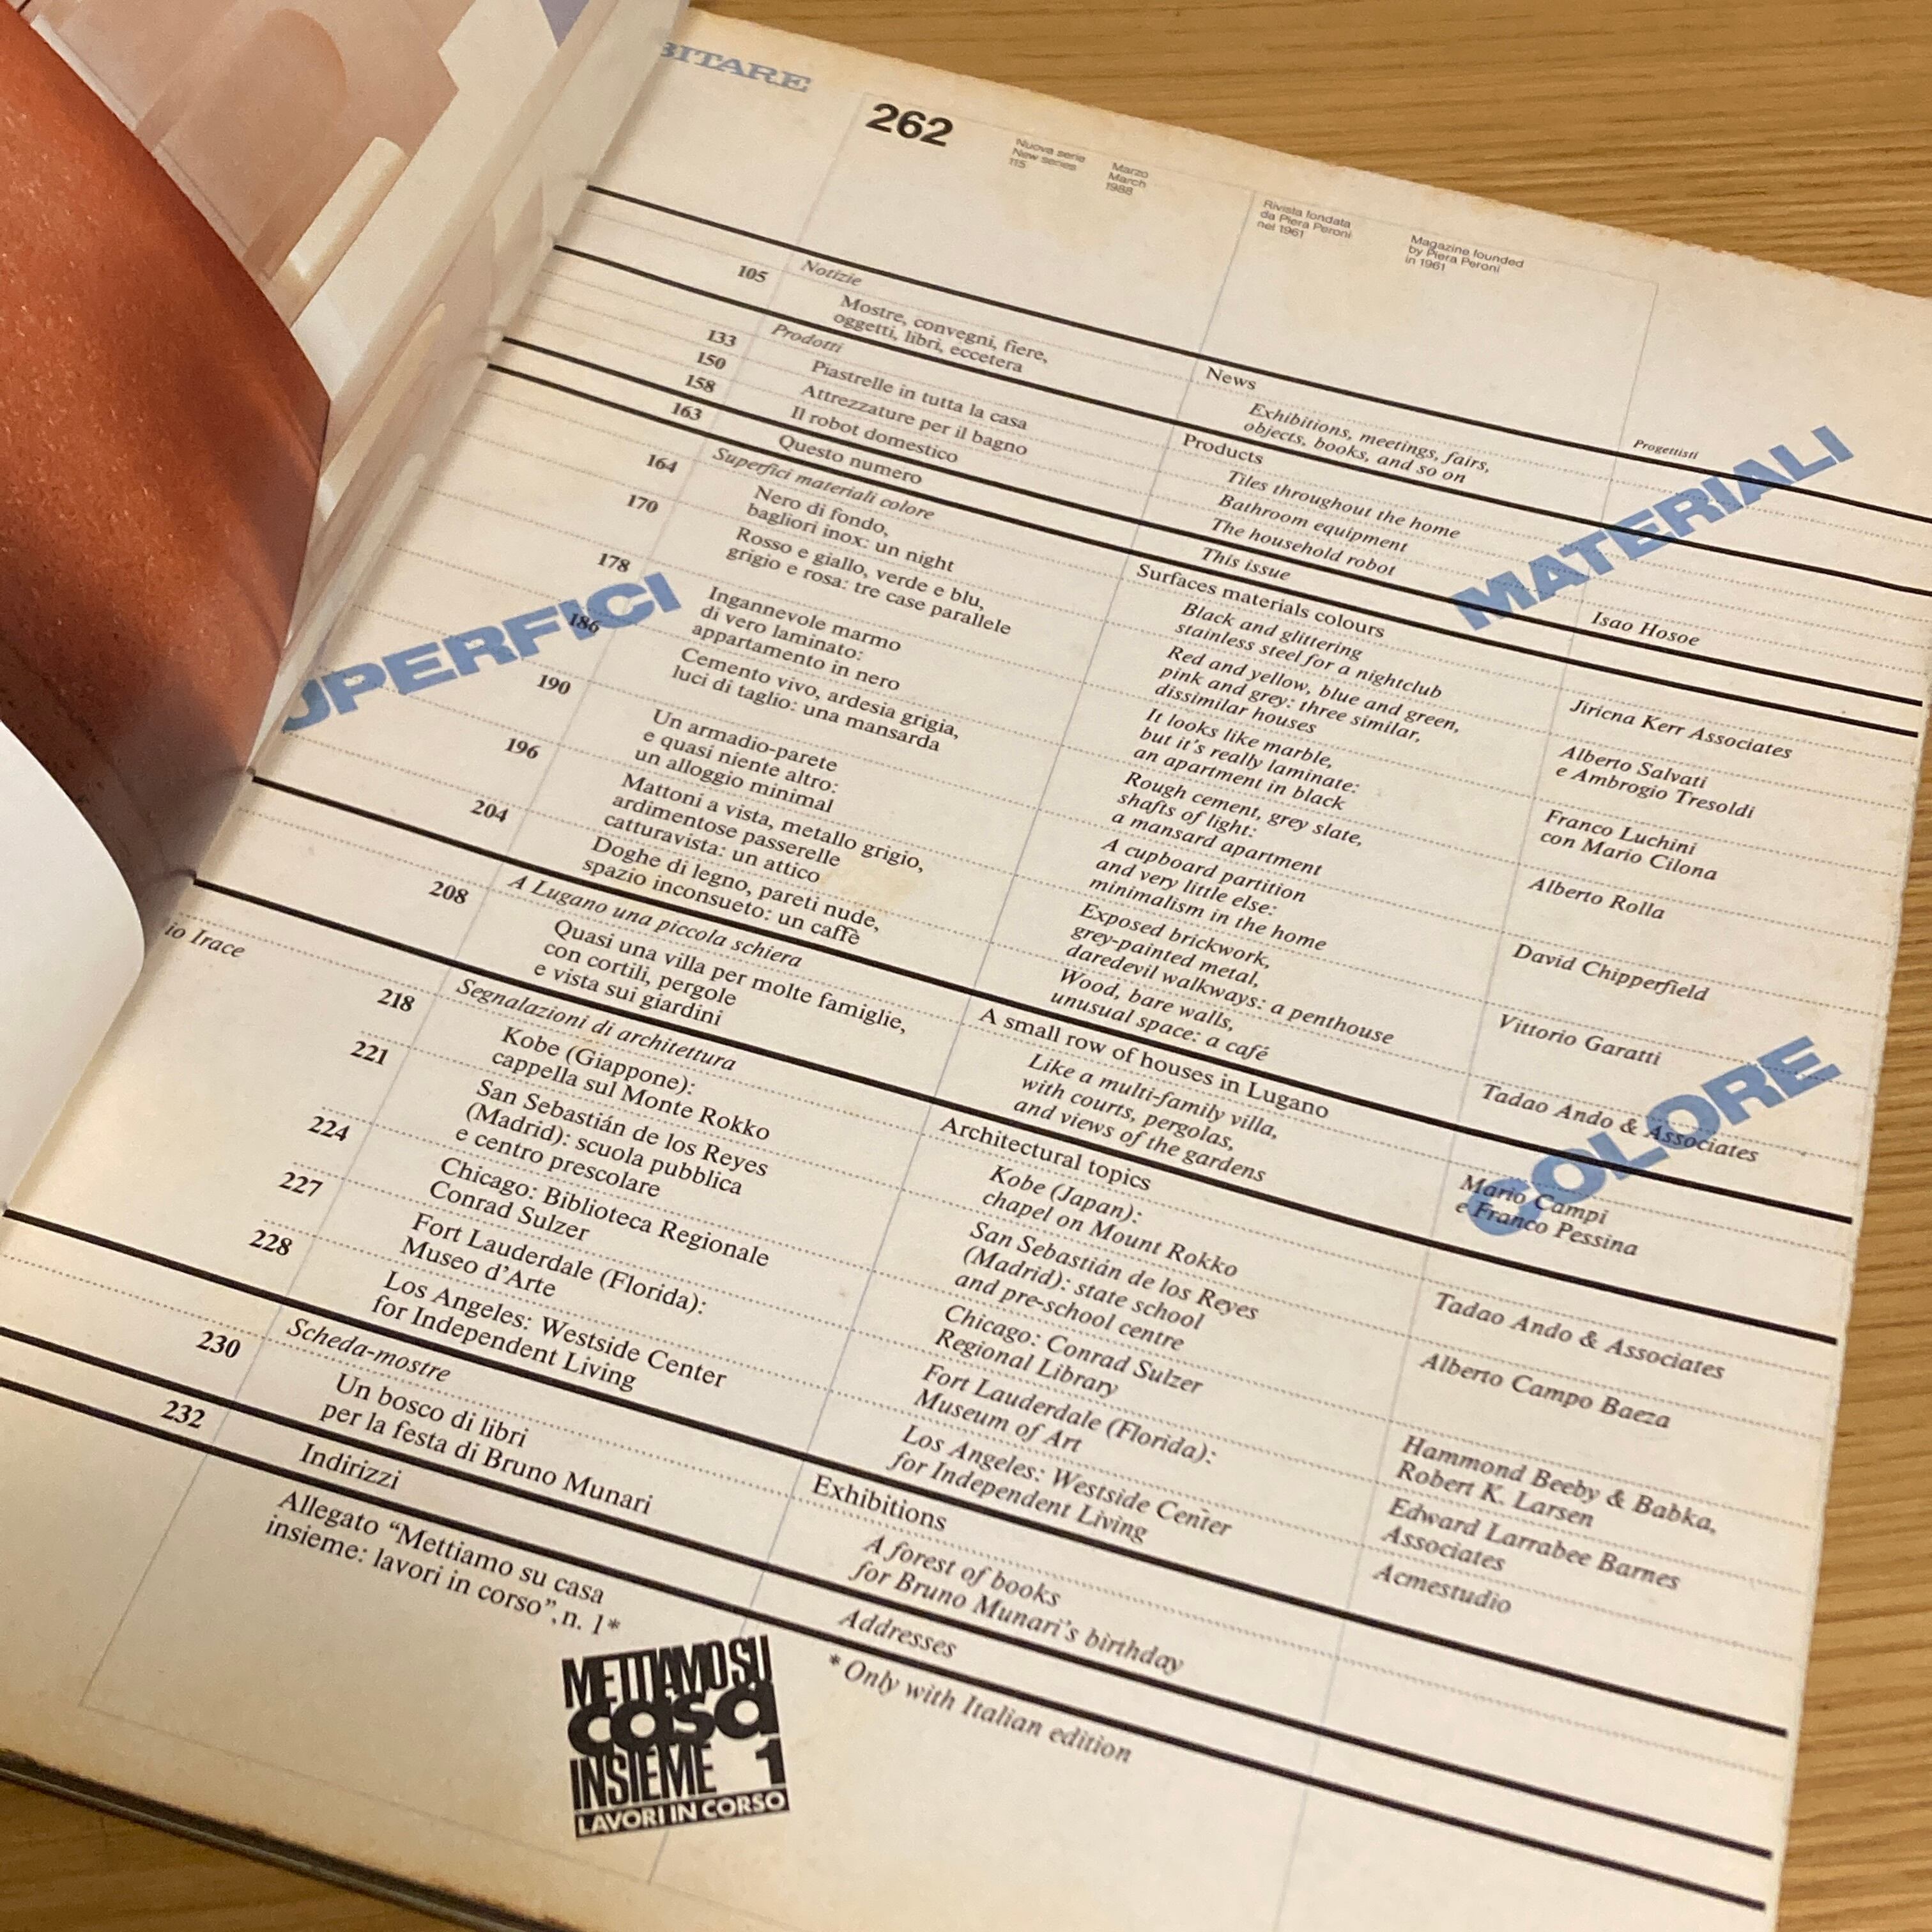 BITARE
262
Nuova serie
New series
115
Marzo
March
1988
Rivista fondata
da Piera Peroni
nel 1961
Magazine founded
by Piera Peroni
in 1961
SUPERFICI
MATERIALI
COLORE
Progettisti
105
Notizie
Mostre, convegni, fiere,
oggetti, libri, eccetera
Prodotti
133
Piastrelle in tutta la casa
150
Attrezzature per il bagno
158
Il robot domestico
163
Questo numero
Superfici materiali colore
164
Nero di fondo,
bagliori inox: un night
170
Rosso e giallo, verde e blu,
grigio e rosa: tre case parallele
178
Ingannevole marmo
di vero laminato:
appartamento in nero
186
Cemento vivo, ardesia grigia,
luci di taglio: una mansarda
190
Un armadio-parete
e quasi niente altro:
un alloggio minimal
196
Mattoni a vista, metallo grigio,
ardimentose passerelle
catturavista: un attico
204
Doghe di legno, pareti nude,
spazio inconsueto: un caffè
A Lugano una piccola schiera
208
Quasi una villa per molte famiglie,
con cortili, pergole
e vista sui giardini
io Irace
Segnalazioni di architettura
218
Kobe (Giappone):
cappella sul Monte Rokko
221
San Sebastián de los Reyes
(Madrid): scuola pubblica
e centro prescolare
224
Chicago: Biblioteca Regionale
Conrad Sulzer
227
Fort Lauderdale (Florida):
Museo d'Arte
228
Los Angeles: Westside Center
for Independent Living
Scheda-mostre
230
Un bosco di libri
per la festa di Bruno Munari
232
Indirizzi
Allegato “Mettiamo su casa
insieme: lavori in corso”, n. 1*
News
Exhibitions, meetings, fairs,
objects, books, and so on
Products
Tiles throughout the home
Bathroom equipment
The household robot
This issue
Surfaces materials colours
Black and glittering
stainless steel for a nightclub
Red and yellow, blue and green,
pink and grey: three similar,
dissimilar houses
It looks like marble,
but it's really laminate:
an apartment in black
Rough cement, grey slate,
shafts of light:
a mansard apartment
A cupboard partition
and very little else:
minimalism in the home
Exposed brickwork,
grey-painted metal,
daredevil walkways: a penthouse
Wood, bare walls,
unusual space: a café
A small row of houses in Lugano
Like a multi-family villa,
with courts, pergolas,
and views of the gardens
Architectural topics
Kobe (Japan):
chapel on Mount Rokko
San Sebastián de los Reyes
(Madrid): state school
and pre-school centre
Chicago: Conrad Sulzer
Regional Library
Fort Lauderdale (Florida):
Museum of Art
Los Angeles: Westside Center
for Independent Living
Exhibitions
A forest of books
for Bruno Munari's birthday
Addresses
* Only with Italian edition
Isao Hosoe
Jiricna Kerr Associates
Alberto Salvati
e Ambrogio Tresoldi
Franco Luchini
con Mario Cilona
Alberto Rolla
David Chipperfield
Vittorio Garatti
Tadao Ando & Associates
Mario Campi
e Franco Pessina
Tadao Ando & Associates
Alberto Campo Baeza
Hammond Beeby & Babka,
Robert K. Larsen
Edward Larrabee Barnes
Associates
Acmestudio
METTIAMO SU
casa
INSIEME 1
LAVORI IN CORSO